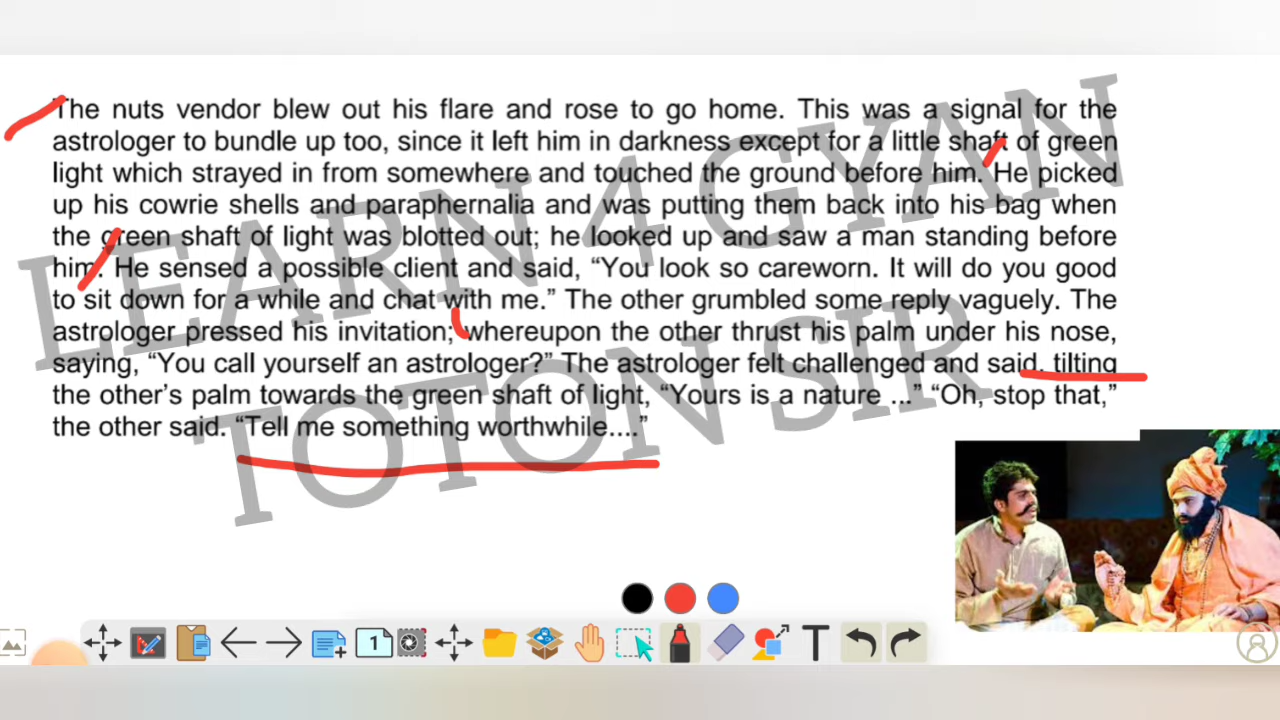 The nuts vendor blew out his flare and rose to go home. This was a signal for the
astrologer to bundle up too, since it left him in darkness except for a little shaft of green
light which strayed in from somewhere and touched the ground before him. He picked
up his cowrie shells and paraphernalia and was putting them back into his bag when
the green shaft of light was blotted out; he looked up and saw a man standing before
him. He sensed a possible client and said, “You look so careworn. It will do you good
to sit down for a while and chat with me.” The other grumbled some reply vaguely. The
astrologer pressed his invitation; whereupon the other thrust his palm under his nose,
saying, “You call yourself an astrologer?” The astrologer felt challenged and said, tilting
the other’s palm towards the green shaft of light, “Yours is a nature ...” “Oh, stop that,”
the other said. “Tell me something worthwhile....”
LEARN 4 GYAN
TOTON SIR
1
T